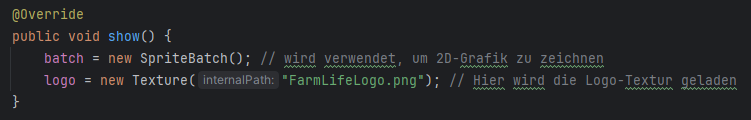 @Override
public void show() {
batch = new SpriteBatch(); // wird verwendet, um 2D-Grafik zu zeichnen
logo = new Texture( internalPath: "FarmLifeLogo.png"); // Hier wird die Logo-Textur geladen
}